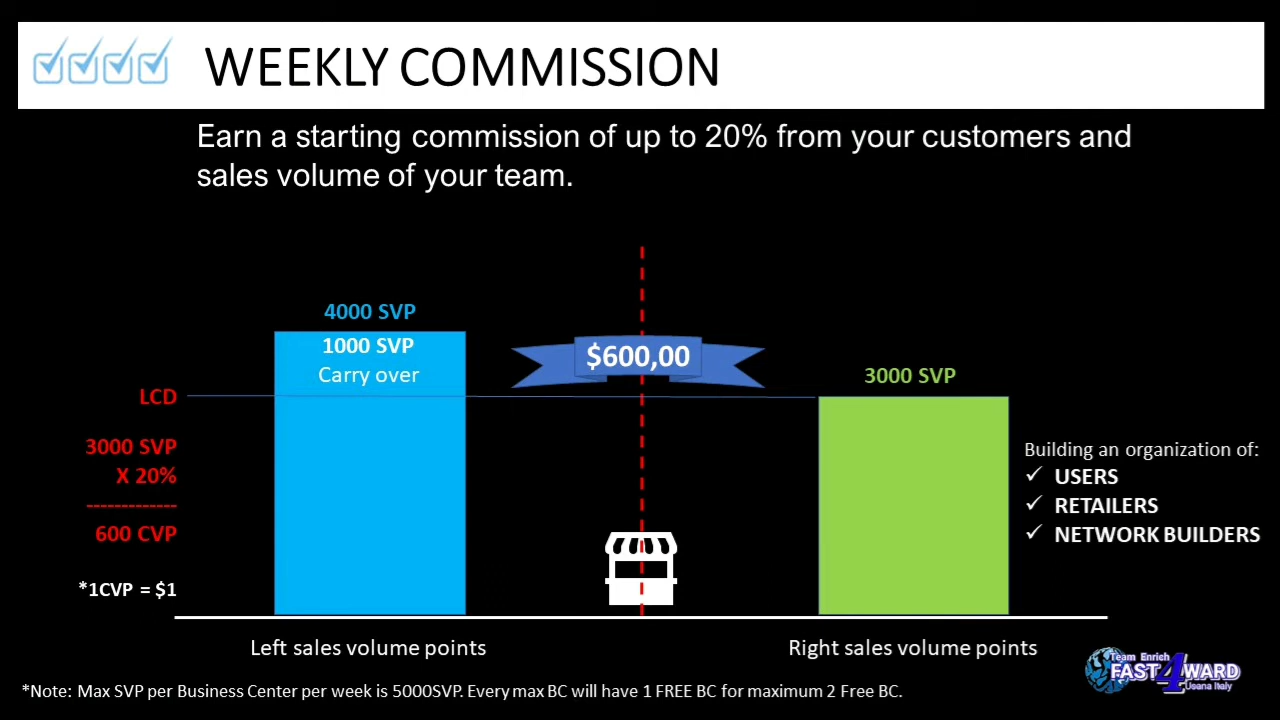 WEEKLY COMMISSION
Earn a starting commission of up to 20% from your customers and
sales volume of your team.
4000 SVP
1000 SVP
Carry over
$600,00
3000 SVP
LCD
3000 SVP
X 20%
-------------
600 CVP
*1CVP = $1
Building an organization of:
✓ USERS
✓ RETAILERS
✓ NETWORK BUILDERS
Left sales volume points
Right sales volume points
Team Enrich
FAST4WARD
Usana Italy
*Note: Max SVP per Business Center per week is 5000SVP. Every max BC will have 1 FREE BC for maximum 2 Free BC.